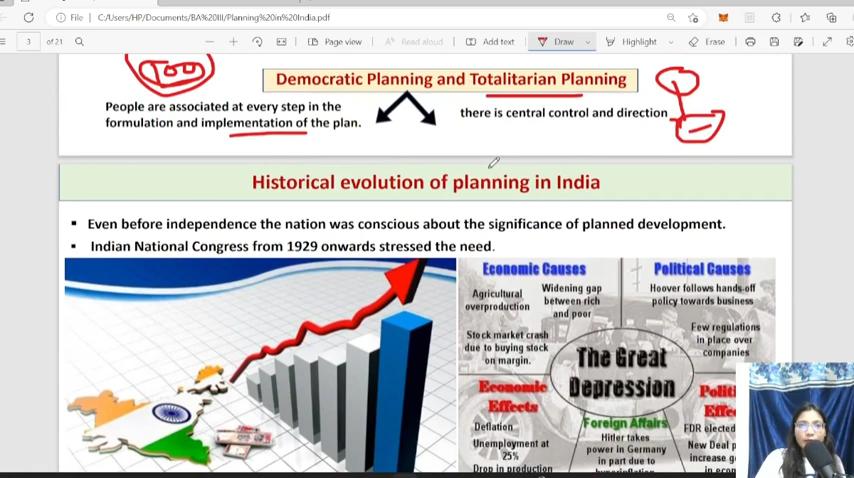 File
C:/Users/HP/Documents/BA%20III/Planning%20in%20India.pdf
3
of 21
Page view
Read aloud
Add text
Draw
Highlight
Erase
Democratic Planning and Totalitarian Planning
People are associated at every step in the
formulation and implementation of the plan.
there is central control and direction
Historical evolution of planning in India
Even before independence the nation was conscious about the significance of planned development.
Indian National Congress from 1929 onwards stressed the need.
Economic Causes
Agricultural
overproduction
Widening gap
between rich
and poor
Stock market crash
due to buying stock
on margin.
Political Causes
Hoover follows hands-off
policy towards business
Few regulations
in place over
companies
The Great
Depression
Economic
Effects
Deflation
Unemployment at
25%
Drop in production
Foreign Affairs
Hitler takes
power in Germany
in part due to
FDR elected
New Deal